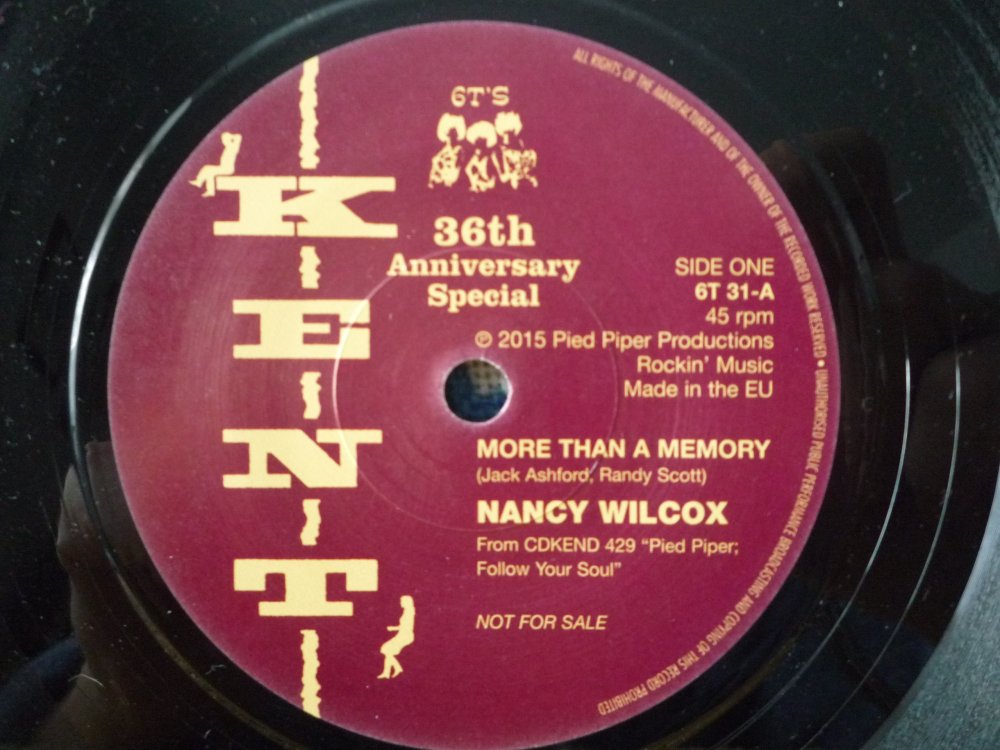 6T'S
36th
Anniversary
Special
KENT
SIDE ONE
6T 31-A
45 rpm
℗ 2015 Pied Piper Productions
Rockin' Music
Made in the EU
MORE THAN A MEMORY
(Jack Ashford, Randy Scott)
NANCY WILCOX
From CDKEND 429 “Pied Piper;
Follow Your Soul”
NOT FOR SALE
ALL RIGHTS OF THE MANUFACTURER AND OF THE OWNER OF THE RECORDED WORK RESERVED • UNAUTHORISED PUBLIC PERFORMANCE BROADCASTING AND COPYING OF THIS RECORD PROHIBITED